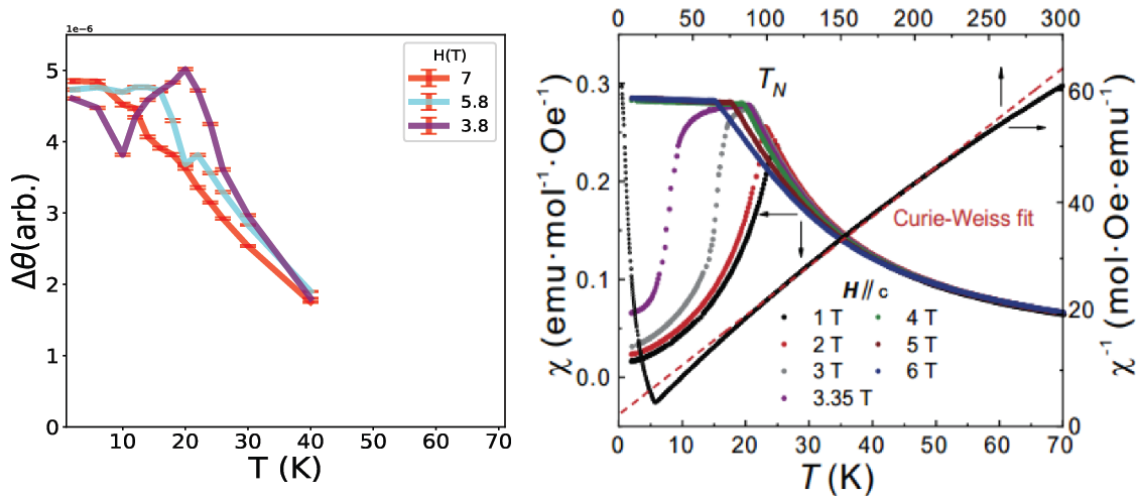 1e-6
H(T)
7
5.8
3.8
5
4
3
2
1
0
Δθ(arb.)
10 20 30 40 50 60 70
T (K)
0 50 100 150 200 250 300
T_N
0.3
0.2
0.1
0.0
χ (emu·mol⁻¹·Oe⁻¹)
Curie-Weiss fit
H // c
1 T 4 T
2 T 5 T
3 T 6 T
3.35 T
60
40
20
0
χ⁻¹ (mol·Oe·emu⁻¹)
0 10 20 30 40 50 60 70
T (K)